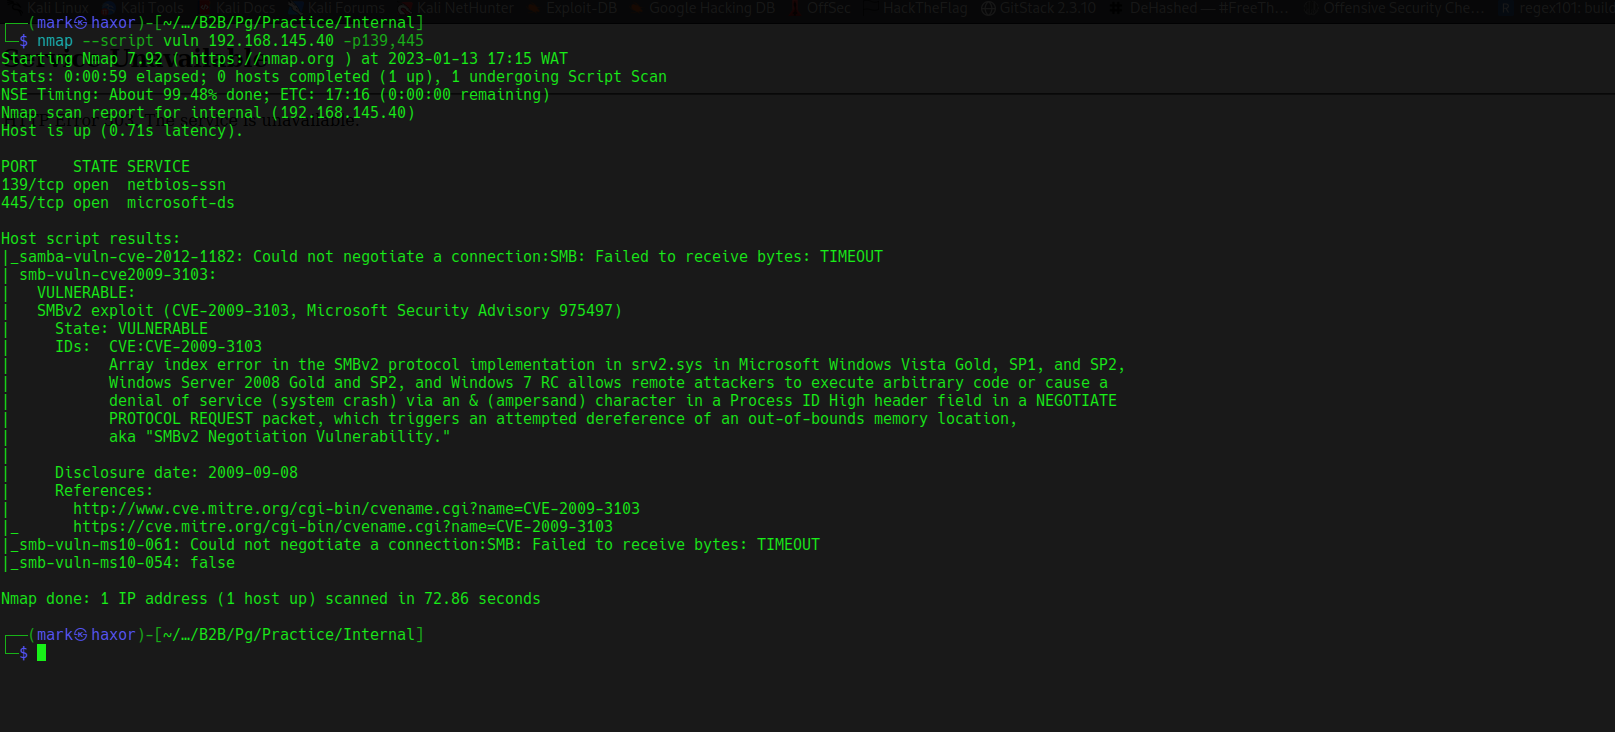 Kali Linux Kali Tools Kali Docs Kali Forums Kali NetHunter Exploit-DB Google Hacking DB OffSec HackTheFlag GitStack 2.3.10 DeHashed — #FreeTh… Offensive Security Che… regex101: build
┌──(mark㉿haxor)-[~/…/B2B/Pg/Practice/Internal]
└─$ nmap --script vuln 192.168.145.40 -p139,445
Starting Nmap 7.92 ( https://nmap.org ) at 2023-01-13 17:15 WAT
Stats: 0:00:59 elapsed; 0 hosts completed (1 up), 1 undergoing Script Scan
NSE Timing: About 99.48% done; ETC: 17:16 (0:00:00 remaining)
Nmap scan report for internal (192.168.145.40)
Host is up (0.71s latency).
PORT    STATE SERVICE
139/tcp open  netbios-ssn
445/tcp open  microsoft-ds
Host script results:
|_samba-vuln-cve-2012-1182: Could not negotiate a connection:SMB: Failed to receive bytes: TIMEOUT
| smb-vuln-cve2009-3103:
|   VULNERABLE:
|   SMBv2 exploit (CVE-2009-3103, Microsoft Security Advisory 975497)
|     State: VULNERABLE
|     IDs:  CVE:CVE-2009-3103
|           Array index error in the SMBv2 protocol implementation in srv2.sys in Microsoft Windows Vista Gold, SP1, and SP2,
|           Windows Server 2008 Gold and SP2, and Windows 7 RC allows remote attackers to execute arbitrary code or cause a
|           denial of service (system crash) via an & (ampersand) character in a Process ID High header field in a NEGOTIATE
|           PROTOCOL REQUEST packet, which triggers an attempted dereference of an out-of-bounds memory location,
|           aka "SMBv2 Negotiation Vulnerability."
|
|     Disclosure date: 2009-09-08
|     References:
|       http://www.cve.mitre.org/cgi-bin/cvename.cgi?name=CVE-2009-3103
|_      https://cve.mitre.org/cgi-bin/cvename.cgi?name=CVE-2009-3103
|_smb-vuln-ms10-061: Could not negotiate a connection:SMB: Failed to receive bytes: TIMEOUT
|_smb-vuln-ms10-054: false
Nmap done: 1 IP address (1 host up) scanned in 72.86 seconds
┌──(mark㉿haxor)-[~/…/B2B/Pg/Practice/Internal]
└─$